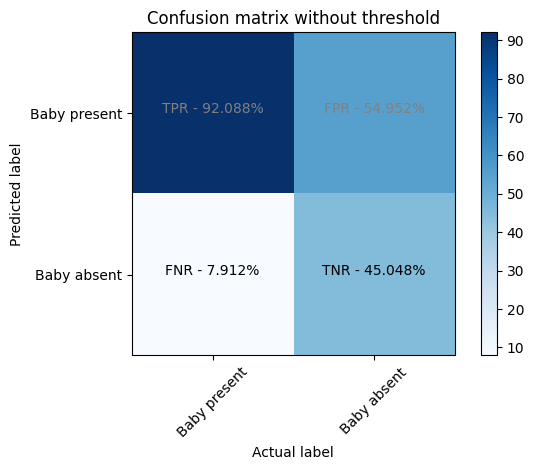 Confusion matrix without threshold
Predicted label
Baby present
TPR - 92.088%
FPR - 54.952%
Baby absent
FNR - 7.912%
TNR - 45.048%
Baby present
Baby absent
Actual label
90
80
70
60
50
40
30
20
10